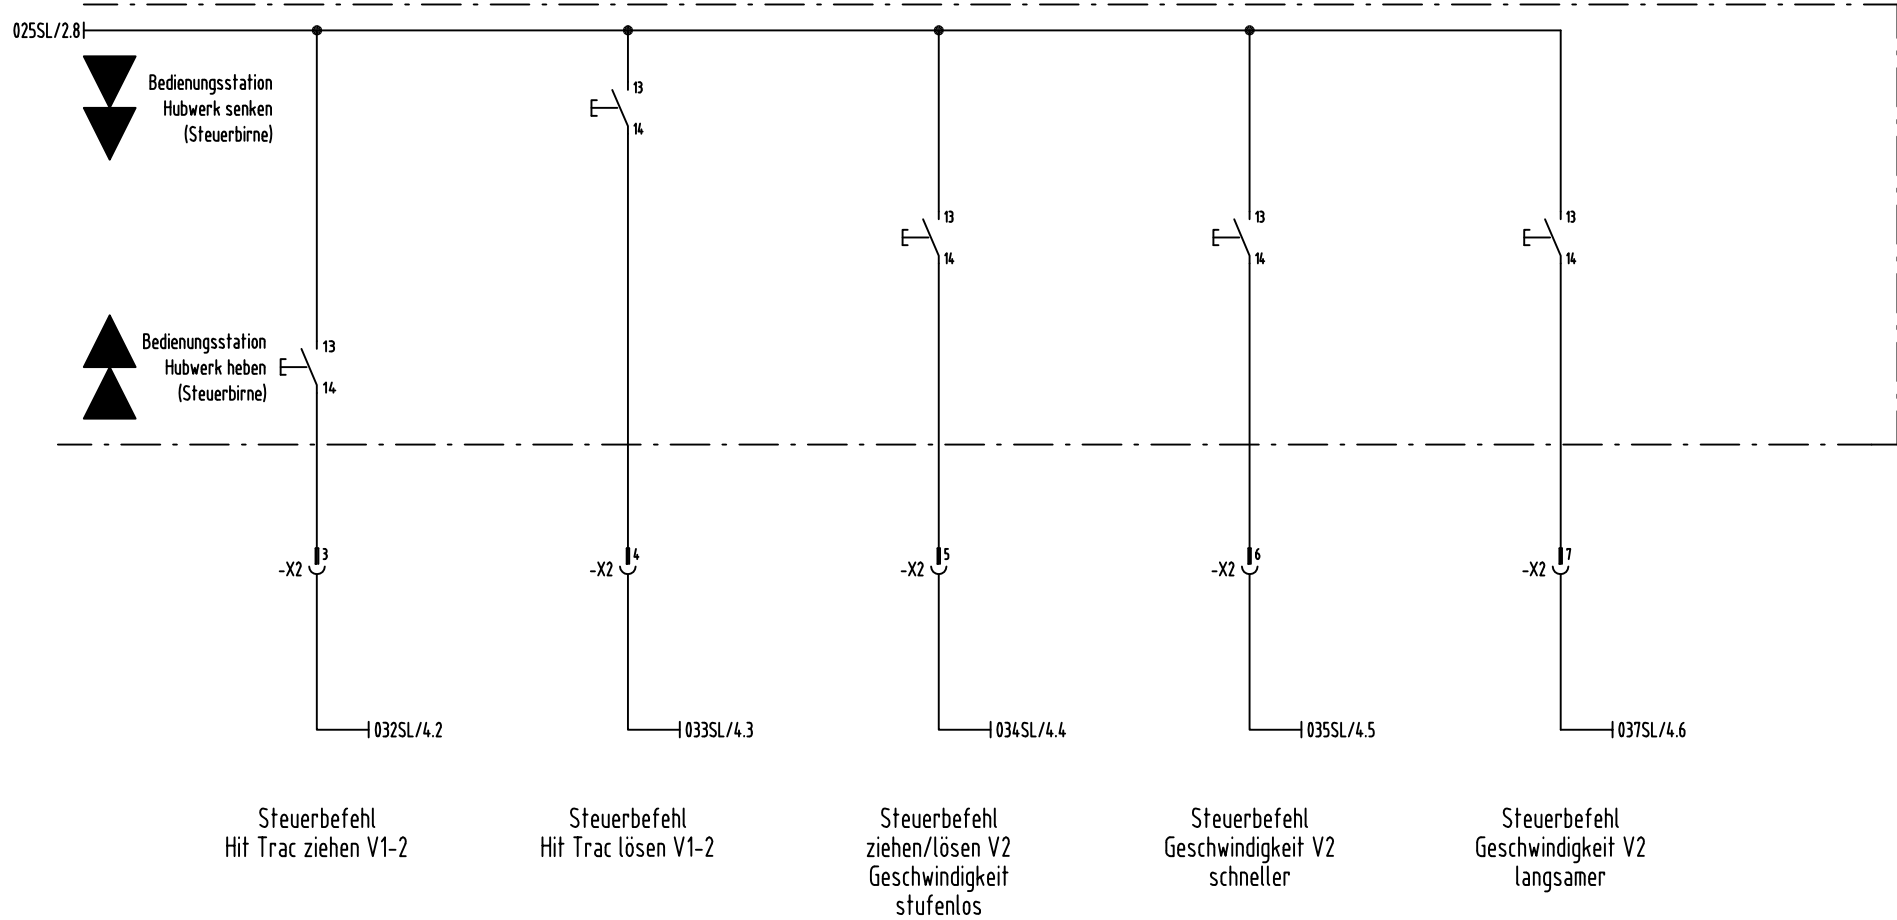 025SL/2.8
Bedienungsstation
Hubwerk senken
(Steuerbirne)
13
14
13
14
13
14
13
14
Bedienungsstation
Hubwerk heben
(Steuerbirne)
13
14
-X2 3
-X2 4
-X2 5
-X2 6
-X2 7
032SL/4.2
033SL/4.3
034SL/4.4
035SL/4.5
037SL/4.6
Steuerbefehl
Hit Trac ziehen V1-2
Steuerbefehl
Hit Trac lösen V1-2
Steuerbefehl
ziehen/lösen V2
Geschwindigkeit
stufenlos
Steuerbefehl
Geschwindigkeit V2
schneller
Steuerbefehl
Geschwindigkeit V2
langsamer